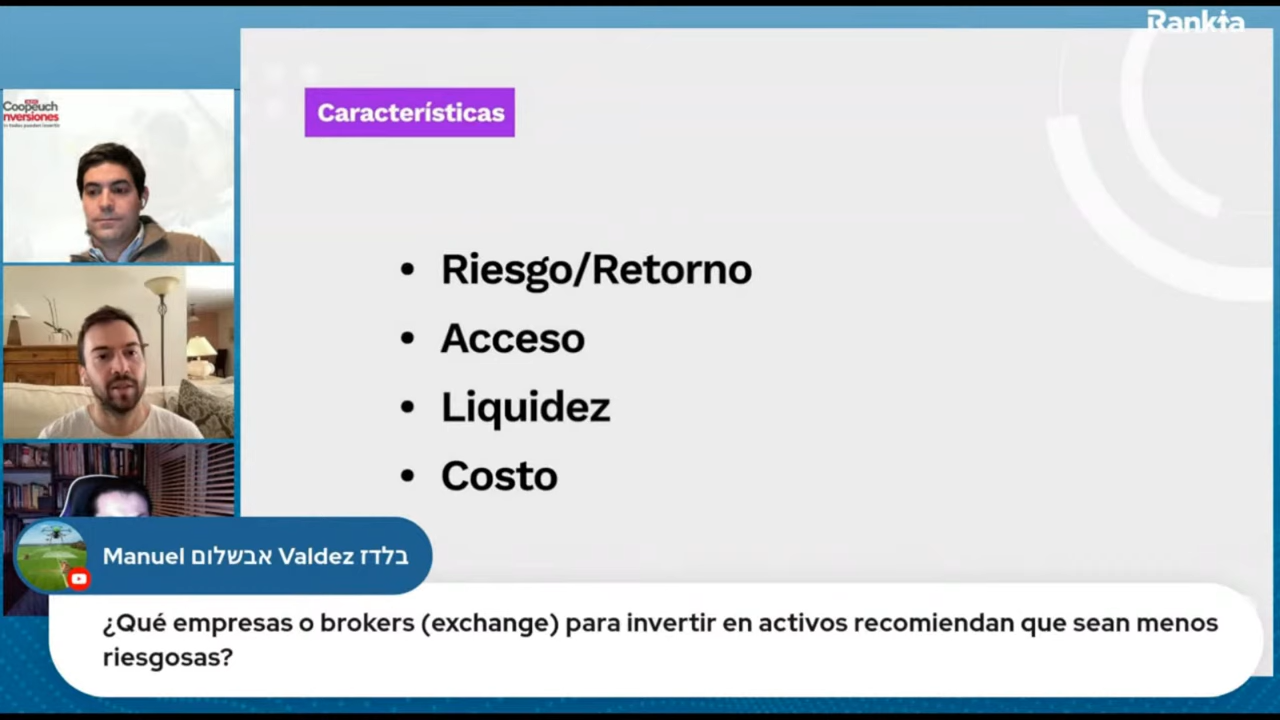 Rankia
Características
Coopeuch
nversiones
• Riesgo/Retorno
• Acceso
• Liquidez
• Costo
Manuel אבשלום Valdez בלדז
¿Qué empresas o brokers (exchange) para invertir en activos recomiendan que sean menos
riesgosas?